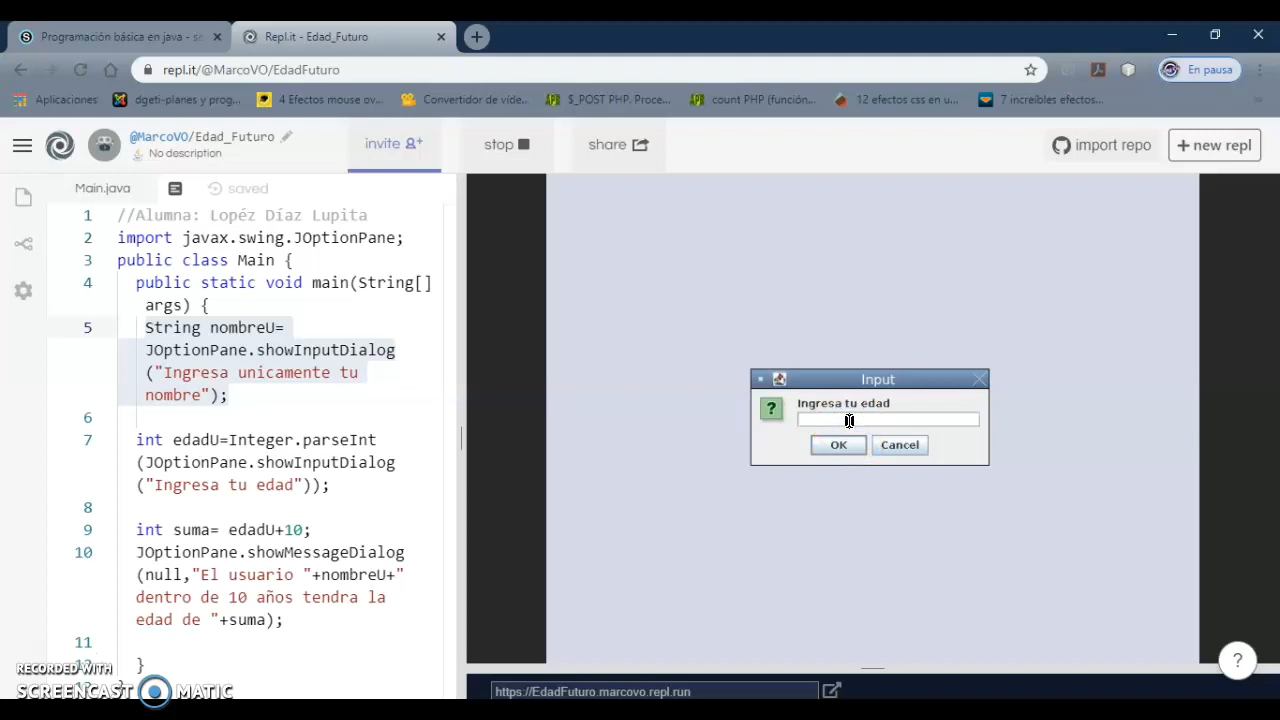 Programación básica en java - se
Repl.it - Edad_Futuro
repl.it/@MarcoVO/EdadFuturo
En pausa
Aplicaciones
dgeti-planes y prog...
4 Efectos mouse ov...
Convertidor de víde...
$_POST PHP. Proce...
count PHP (función...
12 efectos css en u...
7 increíbles efectos...
@MarcoVO/Edad_Futuro
No description
invite
stop
share
import repo
+ new repl
Main.java
saved
1 //Alumna: Lopéz Díaz Lupita
2 import javax.swing.JOptionPane;
3 public class Main {
4 public static void main(String[]
args) {
5 String nombreU=
JOptionPane.showInputDialog
("Ingresa unicamente tu
nombre");
6
7 int edadU=Integer.parseInt
(JOptionPane.showInputDialog
("Ingresa tu edad"));
8
9 int suma= edadU+10;
10 JOptionPane.showMessageDialog
(null,"El usuario "+nombreU+"
dentro de 10 años tendra la
edad de "+suma);
11
}
Input
?
Ingresa tu edad
OK
Cancel
https://EdadFuturo.marcovo.repl.run
?
RECORDED WITH
SCREENCAST MATIC